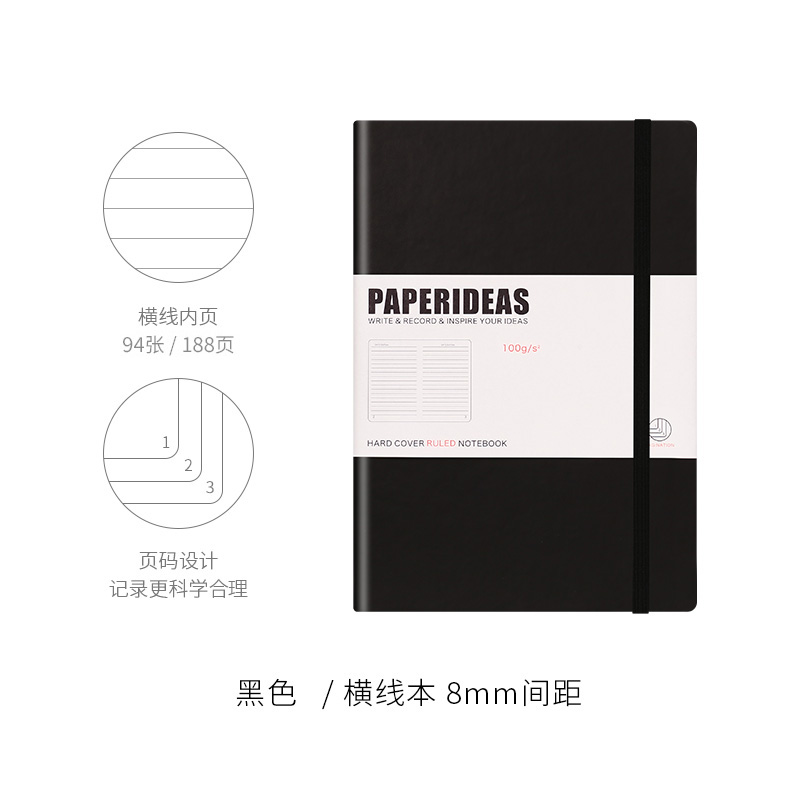 横线内页
94张 / 188页
1
2
3
页码设计
记录更科学合理
PAPERIDEAS
WRITE & RECORD & INSPIRE YOUR IDEAS
100g/s²
HARD COVER RULED NOTEBOOK
黑色 / 横线本 8mm间距